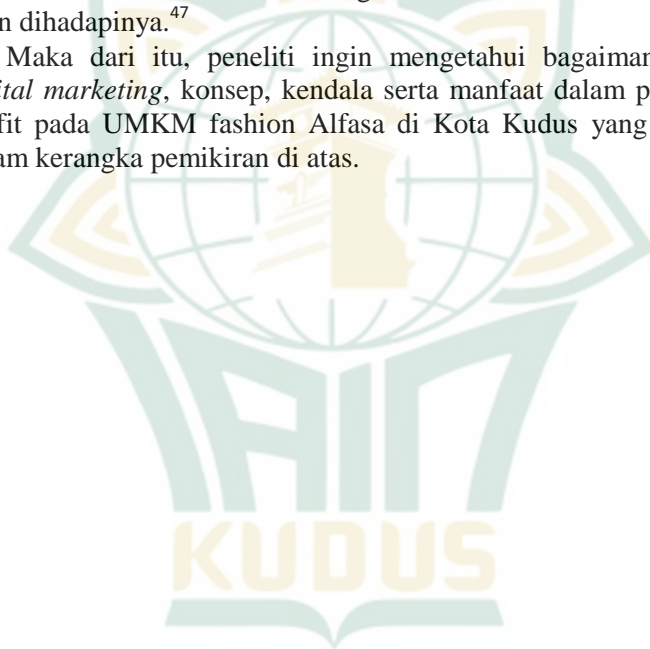 n dihadapinya.47
Maka dari itu, peneliti ingin mengetahui
ital marketing, konsep, kendala serta manfaat dalam
fit pada UMKM fashion Alfasa di Kota Kudus yang
am kerangka pemikiran di atas.
IAIN
KUDUS